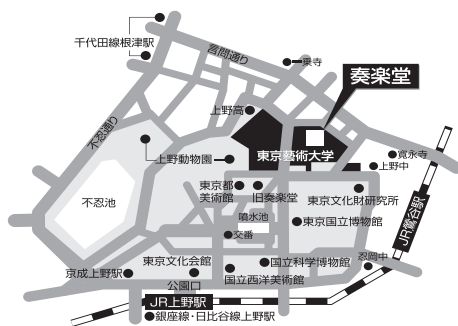 千代田線根津駅
言問通り
一乗寺
奏楽堂
不忍通り
上野高
東京藝術大学
寛永寺
上野中
上野動物園
東京都
美術館
旧奏楽堂
東京文化財研究所
不忍池
噴水池
東京国立博物館
JR鶯谷駅
交番
忍岡中
東京文化会館
国立科学博物館
京成上野駅
公園口
国立西洋美術館
JR上野駅
銀座線・日比谷線上野駅